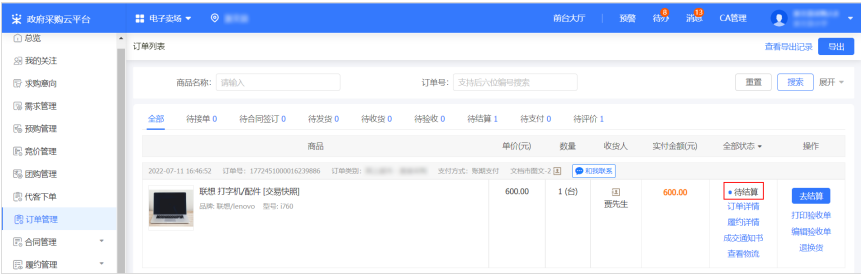 政府采购云平台 电子卖场 前台大厅 预警 待办 8 消息 13 CA管理
总览
我的关注
求购意向
需求管理
预购管理
竞价管理
团购管理
代客下单
订单管理
合同管理
履约管理
订单列表 查看导出记录 导出
商品名称: 请输入 订单号: 支持后六位编号搜索 重置 搜索 展开
全部 待接单 0 待合同签订 0 待发货 0 待收货 0 待验收 0 待结算 1 待支付 0 待评价 1
商品 单价(元) 数量 收货人 实付金额(元) 全部状态 操作
2022-07-11 16:46:52 订单号: 1772451000016239886 订单类别: 支付方式: 账期支付 文档市图文-2 和我联系
联想 打字机/配件 [交易快照] 600.00 1 (台) 贾先生 600.00 待结算 去结算
品牌: 联想/lenovo 型号: i760
订单详情 打印验收单
履约详情 编辑验收单
成交通知书 退换货
查看物流